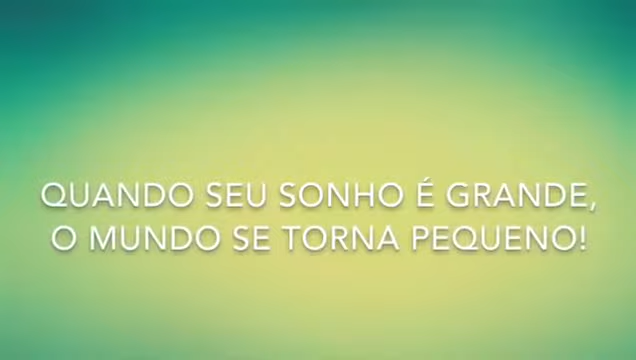 QUANDO SEU SONHO É GRANDE,
O MUNDO SE TORNA PEQUENO!